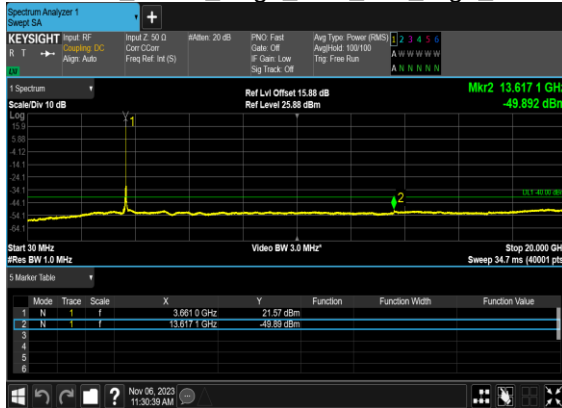 Spectrum Analyzer 1
Swept SA
+
KEYSIGHT Input: RF Input Z: 50 Ω #Atten: 20 dB PNO: Fast Avg Type: Power (RMS) 1 2 3 4 5 6
R T Coupling: DC Corr CCorr Gate: Off Avg|Hold: 100/100 A W W W W W
Align: Auto Freq Ref: Int (S) IF Gain: Low Trig: Free Run
LW Sig Track: Off A N N N N N
1 Spectrum Ref Lvl Offset 15.88 dB Mkr2 13.617 1 GHz
Scale/Div 10 dB Ref Level 25.88 dBm -49.892 dBm
Log
15.9
5.88
-4.12
-14.1
-24.1
-34.1
-44.1
-54.1
-64.1
1
2
DL1 -40.00 dBm
Start 30 MHz Video BW 3.0 MHz* Stop 20.000 GHz
#Res BW 1.0 MHz Sweep 34.7 ms (40001 pts)
5 Marker Table
Mode Trace Scale X Y Function Function Width Function Value
1 N 1 f 3.661 0 GHz 21.57 dBm
2 N 1 f 13.617 1 GHz -49.89 dBm
3
4
5
6
? Nov 06, 2023
11:30:39 AM